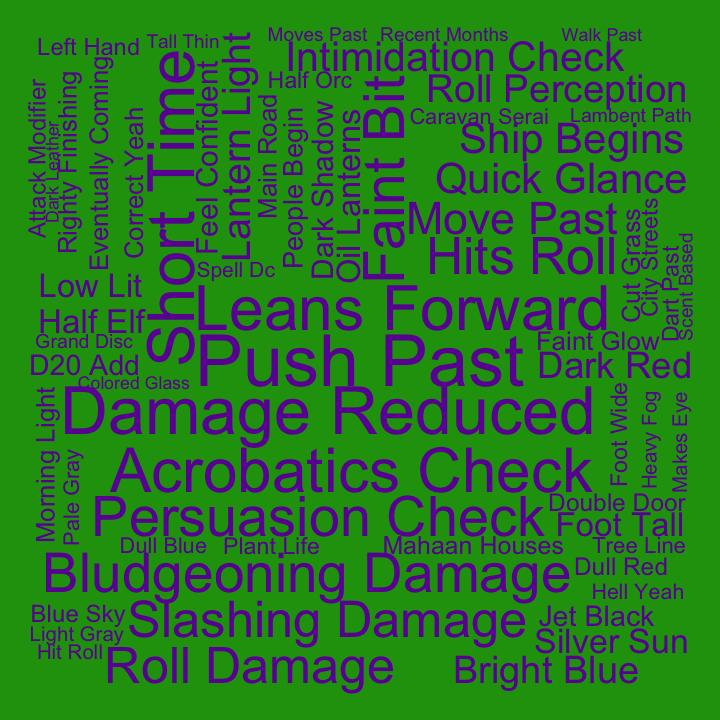 Left Hand
Tall Thin
Moves Past
Recent Months
Walk Past
Intimidation Check
Half Orc
Roll Perception
Caravan Serai
Lambent Path
Ship Begins
Quick Glance
Move Past
Hits Roll
Attack Modifier
Dark Leather
Righty Finishing
Eventually Coming
Correct Yeah
Short Time
Feel Confident
Lantern Light
Main Road
People Begin
Dark Shadow
Oil Lanterns
Faint Bit
Spell Dc
Cut Grass
City Streets
Dart Past
Scent Based
Low Lit
Half Elf
Leans Forward
Grand Disc
Faint Glow
D20 Add
Push Past
Dark Red
Colored Glass
Damage Reduced
Morning Light
Pale Gray
Foot Wide
Heavy Fog
Makes Eye
Acrobatics Check
Persuasion Check
Double Door
Foot Tall
Dull Blue
Plant Life
Mahaan Houses
Tree Line
Bludgeoning Damage
Dull Red
Hell Yeah
Blue Sky
Slashing Damage
Jet Black
Light Gray
Silver Sun
Hit Roll
Roll Damage
Bright Blue